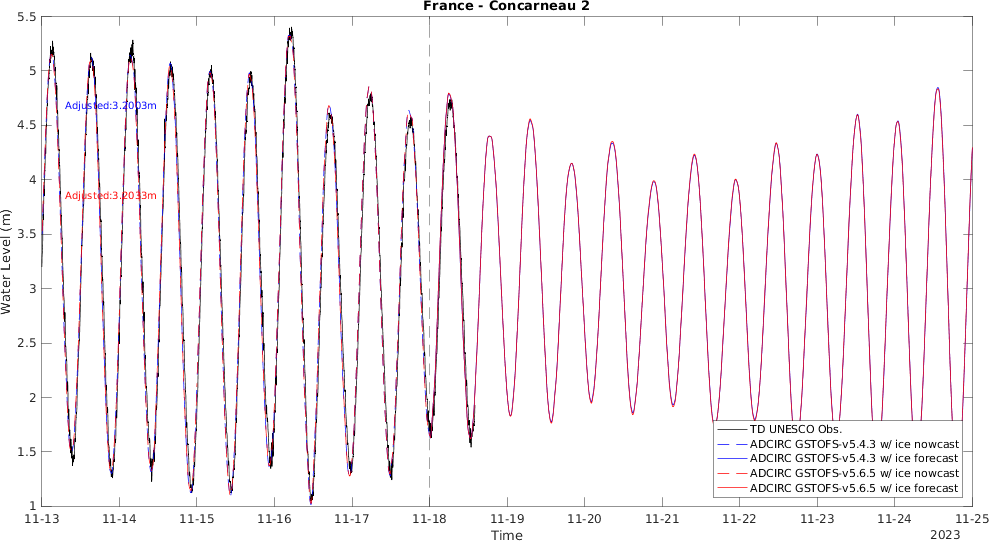 France - Concarneau 2
5.5
5
4.5
4
3.5
3
2.5
2
1.5
1
Water Level (m)
Adjusted:3.2003m
Adjusted:3.2033m
TD UNESCO Obs.
ADCIRC GSTOFS-v5.4.3 w/ ice nowcast
ADCIRC GSTOFS-v5.4.3 w/ ice forecast
ADCIRC GSTOFS-v5.6.5 w/ ice nowcast
ADCIRC GSTOFS-v5.6.5 w/ ice forecast
11-13 11-14 11-15 11-16 11-17 11-18 11-19 11-20 11-21 11-22 11-23 11-24 11-25
Time
2023